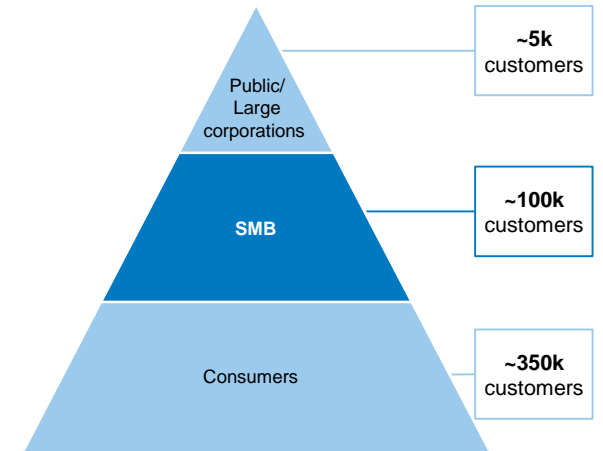 ~5k
customers
Public/
Large
corporations
~100k
customers
SMB
~350k
customers
Consumers